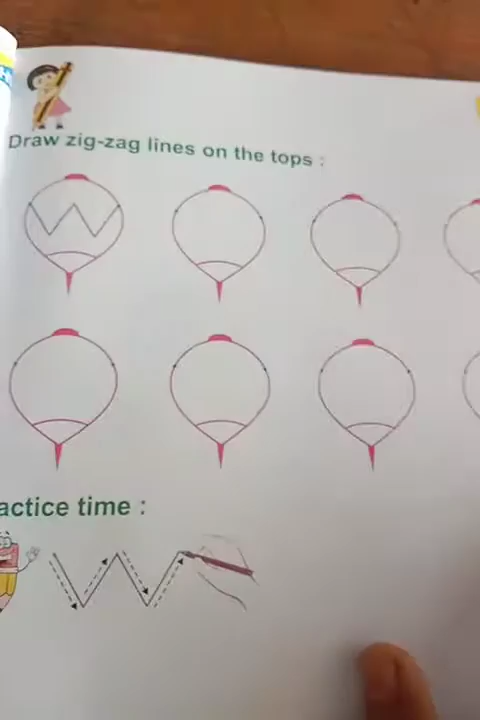 Draw zig-zag lines on the tops :
actice time :